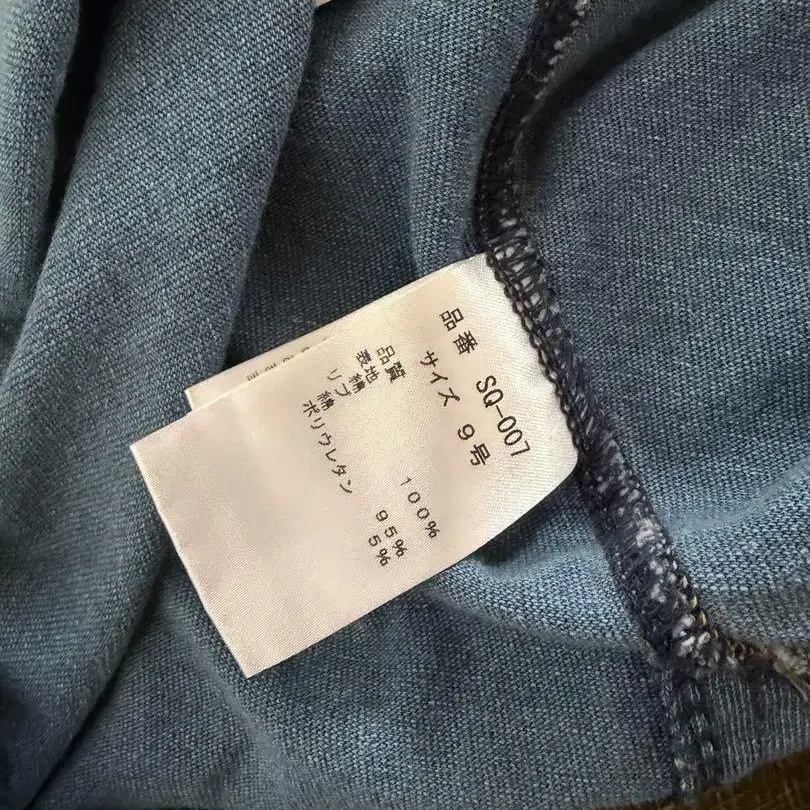 品番 SQ-007
サイズ 9号
品質
表地 綿 100%
リブ
綿 95%
ポリウレタン 5%